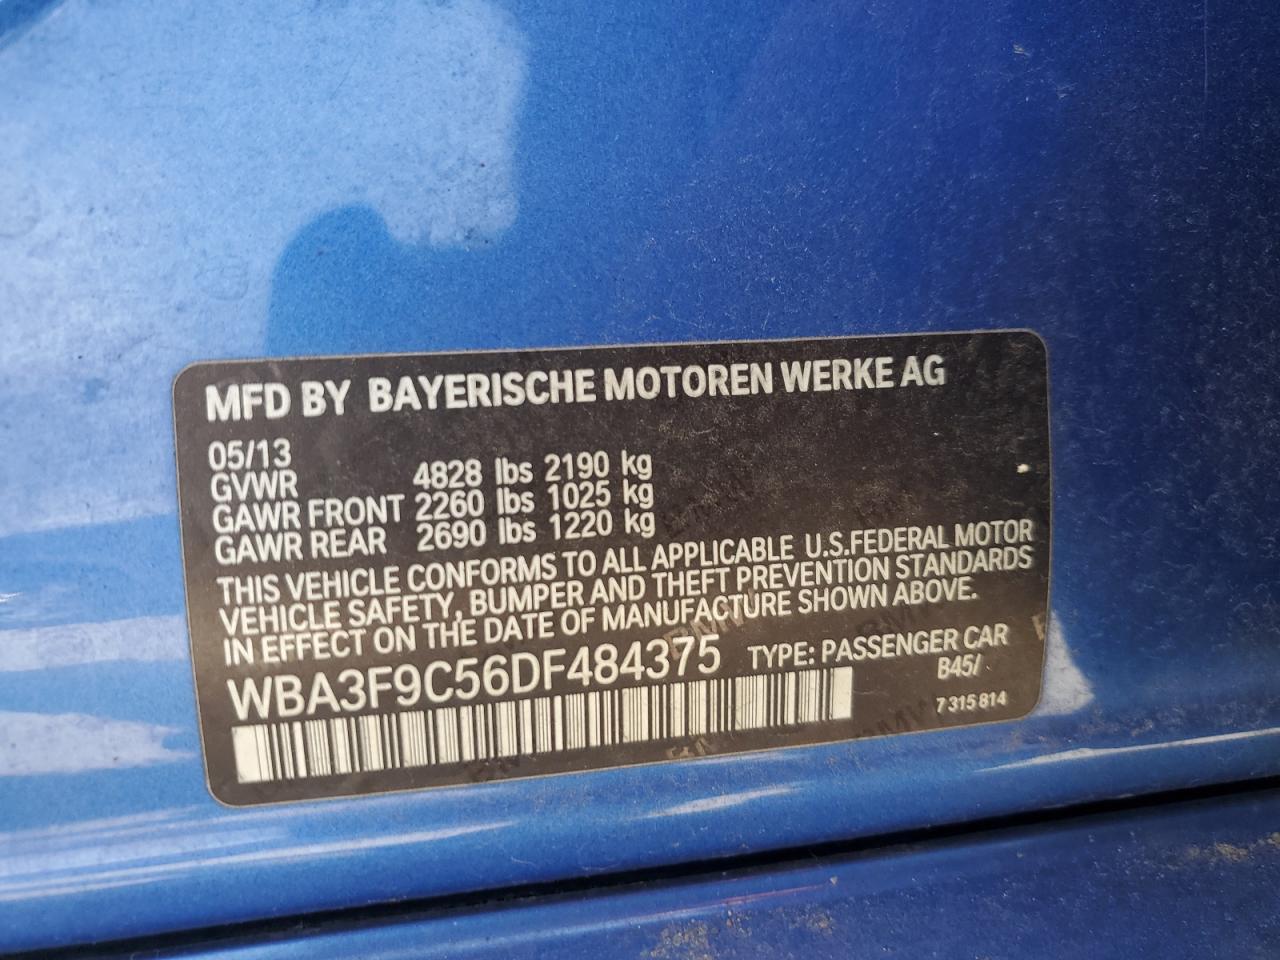 MFD BY BAYERISCHE MOTOREN WERKE AG
05/13
GVWR 4828 lbs 2190 kg
GAWR FRONT 2260 lbs 1025 kg
GAWR REAR 2690 lbs 1220 kg
THIS VEHICLE CONFORMS TO ALL APPLICABLE U.S.FEDERAL MOTOR
VEHICLE SAFETY, BUMPER AND THEFT PREVENTION STANDARDS
IN EFFECT ON THE DATE OF MANUFACTURE SHOWN ABOVE.
WBA3F9C56DF484375 TYPE: PASSENGER CAR
B45/
7 315 814